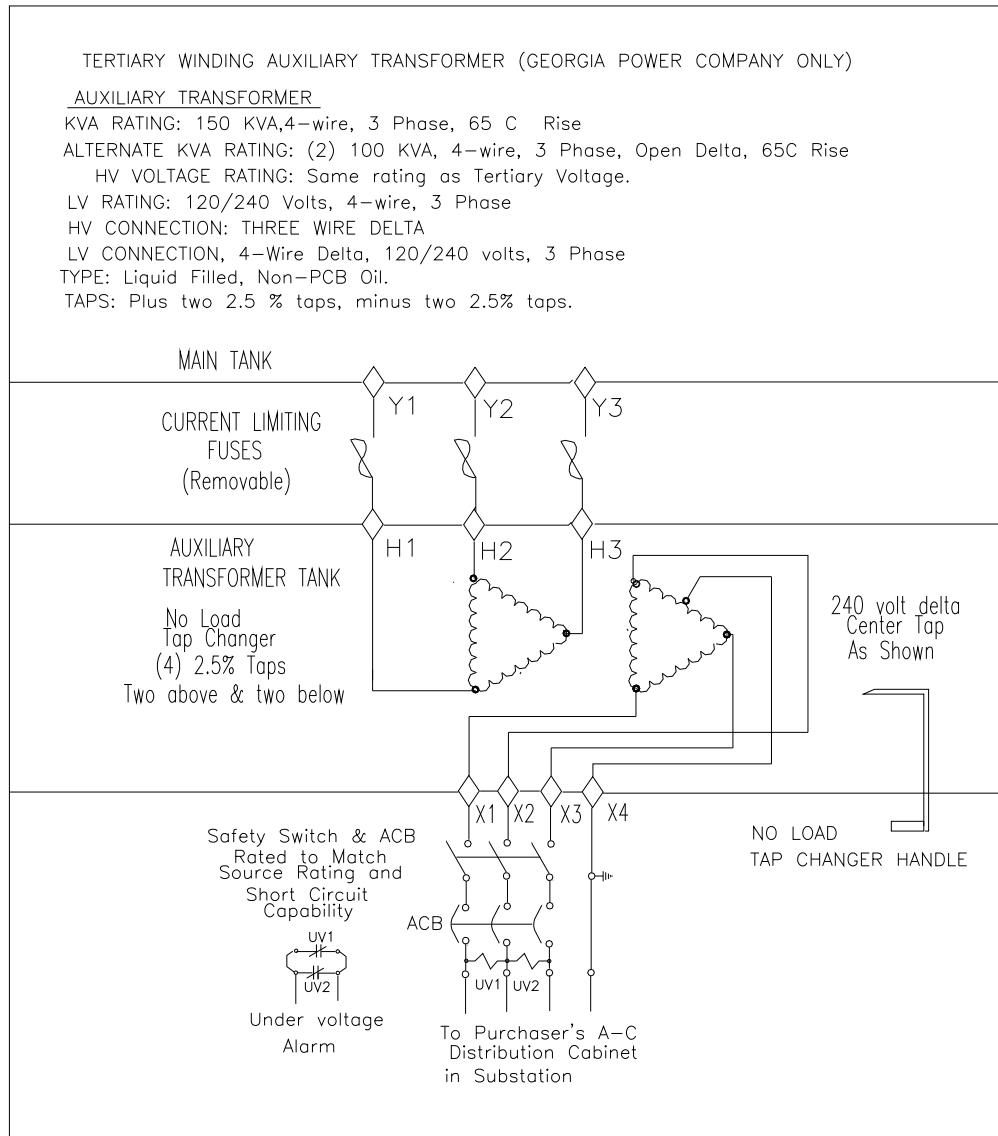 TERTIARY WINDING AUXILIARY TRANSFORMER (GEORGIA POWER COMPANY ONLY)
AUXILIARY TRANSFORMER
KVA RATING: 150 KVA,4-wire, 3 Phase, 65 C Rise
ALTERNATE KVA RATING: (2) 100 KVA, 4-wire, 3 Phase, Open Delta, 65C Rise
HV VOLTAGE RATING: Same rating as Tertiary Voltage.
LV RATING: 120/240 Volts, 4-wire, 3 Phase
HV CONNECTION: THREE WIRE DELTA
LV CONNECTION, 4-Wire Delta, 120/240 volts, 3 Phase
TYPE: Liquid Filled, Non-PCB Oil.
TAPS: Plus two 2.5 % taps, minus two 2.5% taps.
MAIN TANK
Y1 Y2 Y3
CURRENT LIMITING
FUSES
(Removable)
H1 H2 H3
AUXILIARY
TRANSFORMER TANK
No Load
Tap Changer
(4) 2.5% Taps
Two above & two below
240 volt delta
Center Tap
As Shown
X1 X2 X3 X4
NO LOAD
TAP CHANGER HANDLE
Safety Switch & ACB
Rated to Match
Source Rating and
Short Circuit
Capability
ACB
UV1
UV2
UV1 UV2
Under voltage
Alarm
To Purchaser's A-C
Distribution Cabinet
in Substation